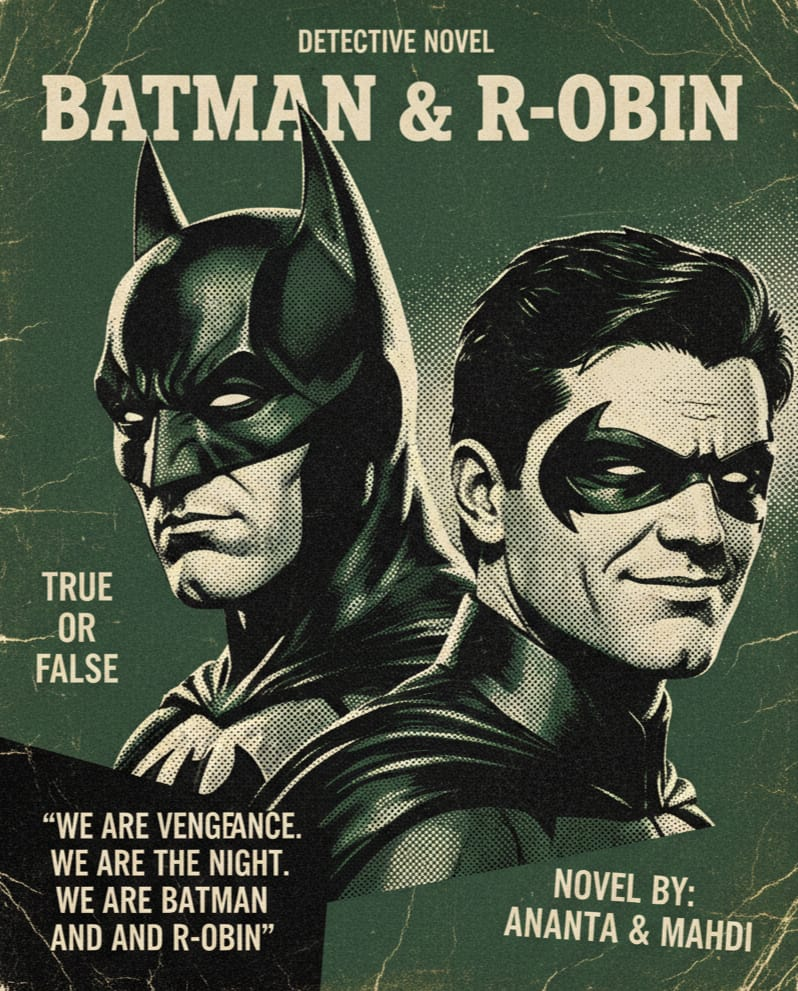 DETECTIVE NOVEL
BATMAN & R-OBIN
TRUE
OR
FALSE
“WE ARE VENGEANCE.
WE ARE THE NIGHT.
WE ARE BATMAN
AND AND R-OBIN”
NOVEL BY:
ANANTA & MAHDI